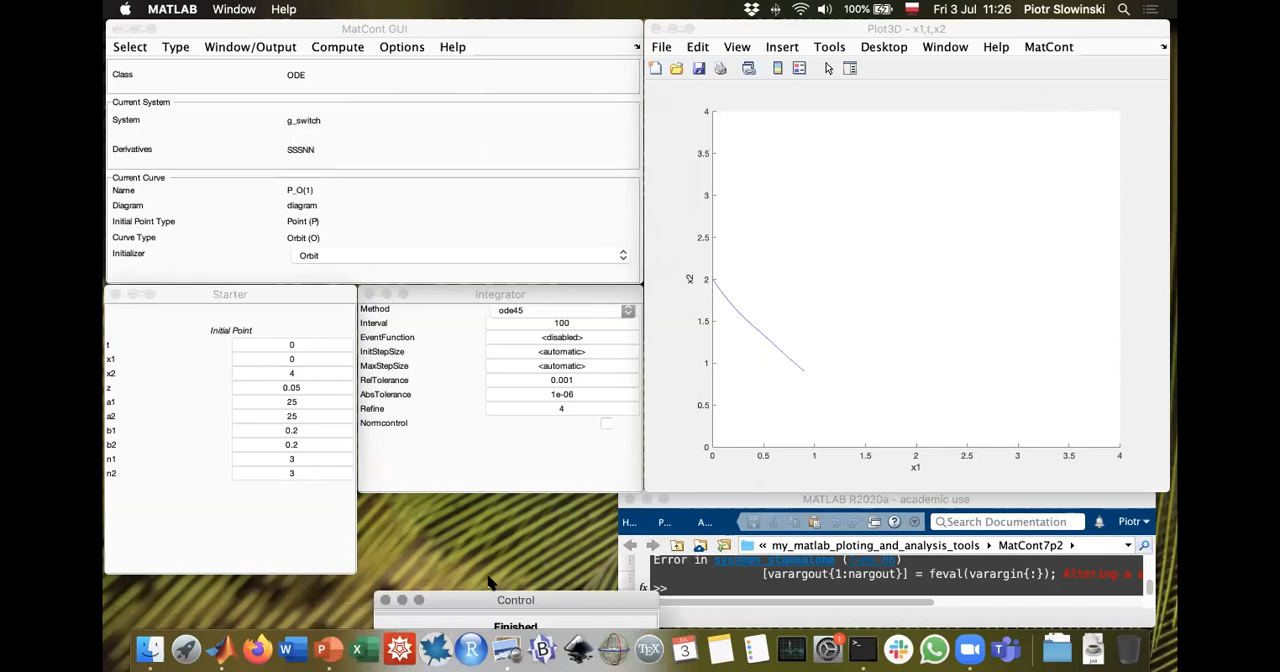 MATLAB Window Help 100% Fri 3 Jul 11:26 Piotr Slowinski
MatCont GUI
Select Type Window/Output Compute Options Help
Class ODE
Current System
System g_switch
Derivatives SSSNN
Current Curve
Name P_O(1)
Diagram diagram
Initial Point Type Point (P)
Curve Type Orbit (O)
Initializer Orbit
Plot3D - x1,t,x2
File Edit View Insert Tools Desktop Window Help MatCont
4
3.5
3
2.5
2
x2
1.5
1
0.5
0
0 0.5 1 1.5 2 2.5 3 3.5 4
x1
Starter
Initial Point
t 0
x1 0
x2 4
z 0.05
a1 25
a2 25
b1 0.2
b2 0.2
n1 3
n2 3
Integrator
Method ode45
Interval 100
EventFunction <disabled>
InitStepSize <automatic>
MaxStepSize <automatic>
RelTolerance 0.001
AbsTolerance 1e-06
Refine 4
Normcontrol
MATLAB R2020a - academic use
H... P... A... Search Documentation Piotr
« my_matlab_ploting_and_analysis_tools MatCont7p2
Error in systems_standalone (
[varargout{1:nargout}] = feval(varargin{:}); Altering a
fx >>
Control
Finished
W P X R B TEX JUL 3 1